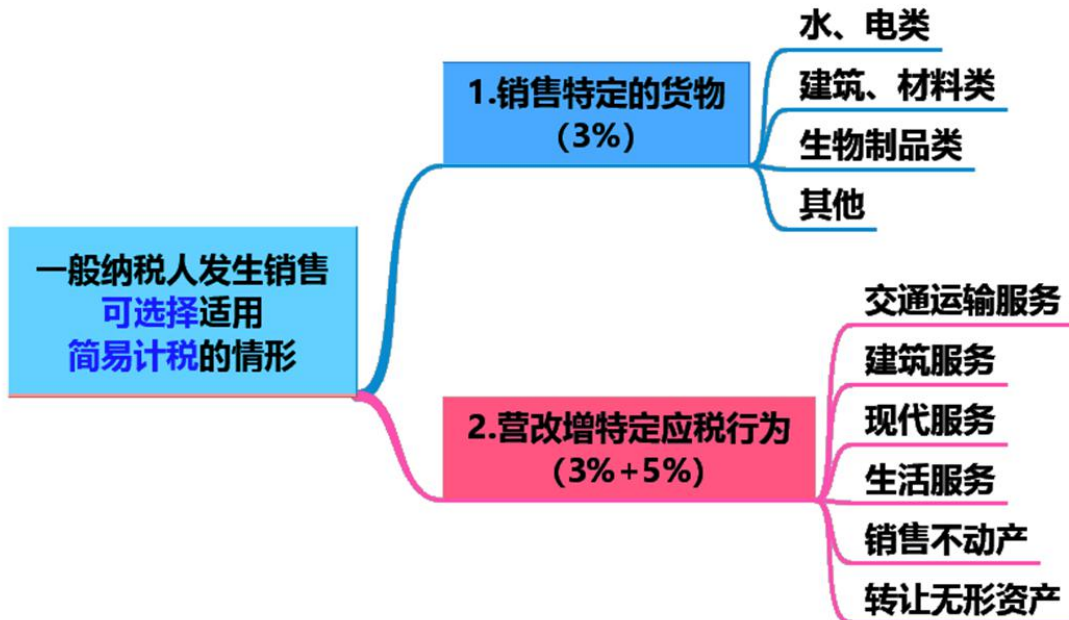 一般纳税人发生销售
可选择适用
简易计税的情形
1.销售特定的货物
（3%）
水、电类
建筑、材料类
生物制品类
其他
2.营改增特定应税行为
（3%+5%）
交通运输服务
建筑服务
现代服务
生活服务
销售不动产
转让无形资产